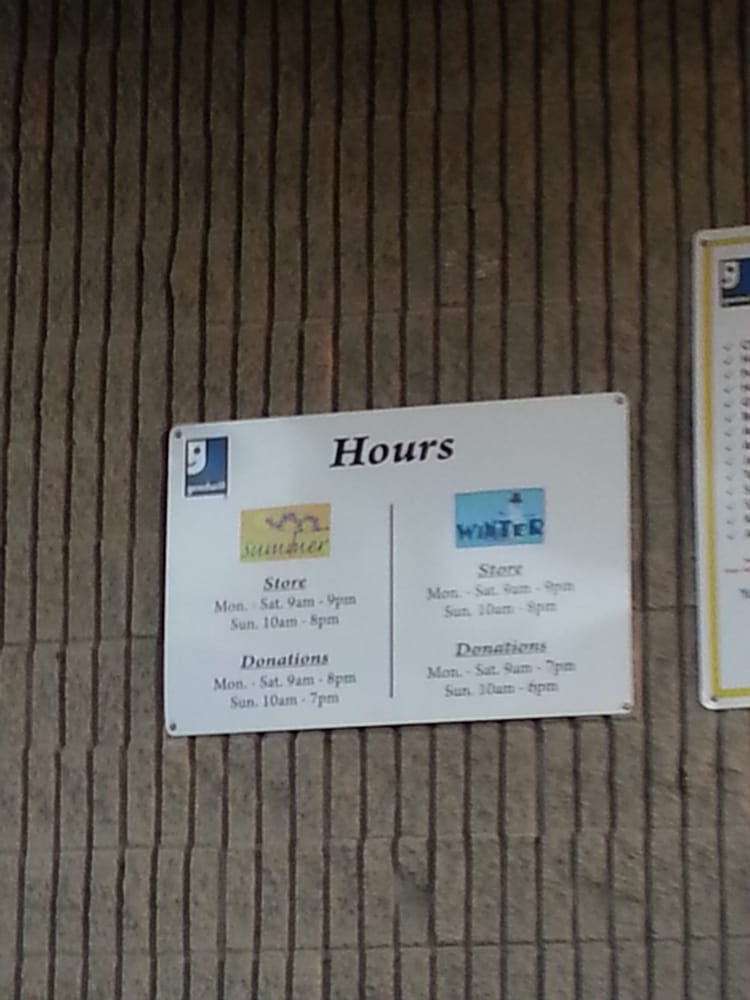 Hours
goodwill
Summer
Store
Mon. - Sat. 9am - 9pm
Sun. 10am - 8pm
Donations
Mon. - Sat. 9am - 8pm
Sun. 10am - 7pm
WINTER
Store
Mon. - Sat. 9am - 9pm
Sun. 10am - 8pm
Donations
Mon. - Sat. 9am - 7pm
Sun. 10am - 6pm